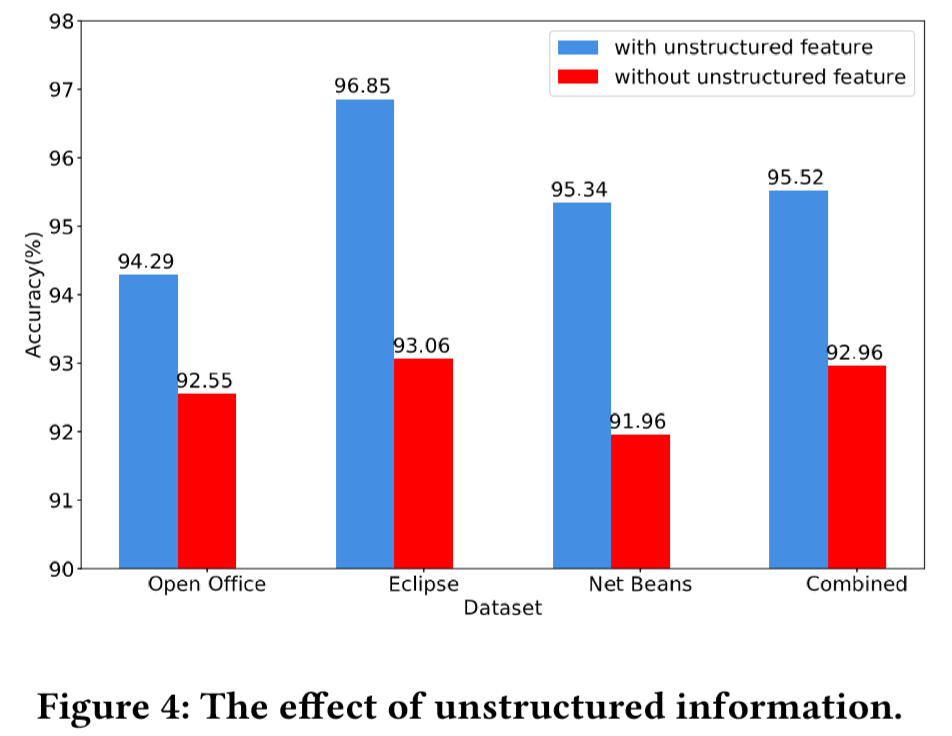 98
with unstructured feature
without unstructured feature
97
96.85
96
95.34
95.52
95
94.29
94
93.06
93
92.96
92.55
92
91.96
91
90
Accuracy(%)
Open Office Eclipse Net Beans Combined
Dataset
Figure 4: The effect of unstructured information.